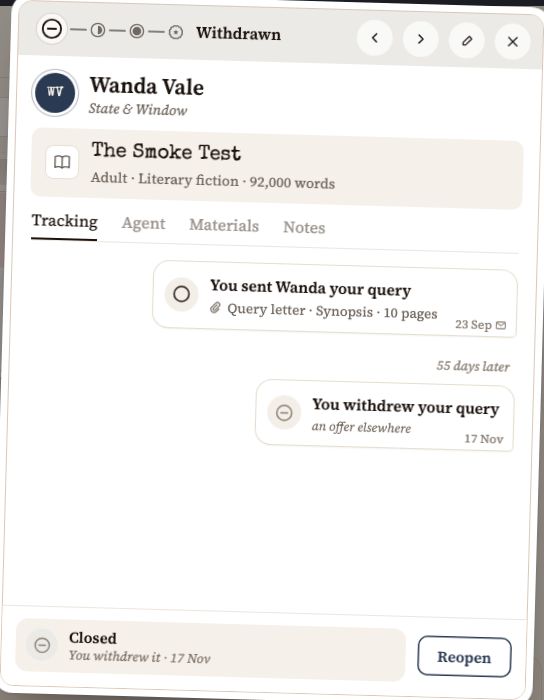 Withdrawn
WV
Wanda Vale
State & Window
The Smoke Test
Adult · Literary fiction · 92,000 words
Tracking Agent Materials Notes
You sent Wanda your query
Query letter · Synopsis · 10 pages
23 Sep
55 days later
You withdrew your query
an offer elsewhere
17 Nov
Closed
You withdrew it · 17 Nov
Reopen